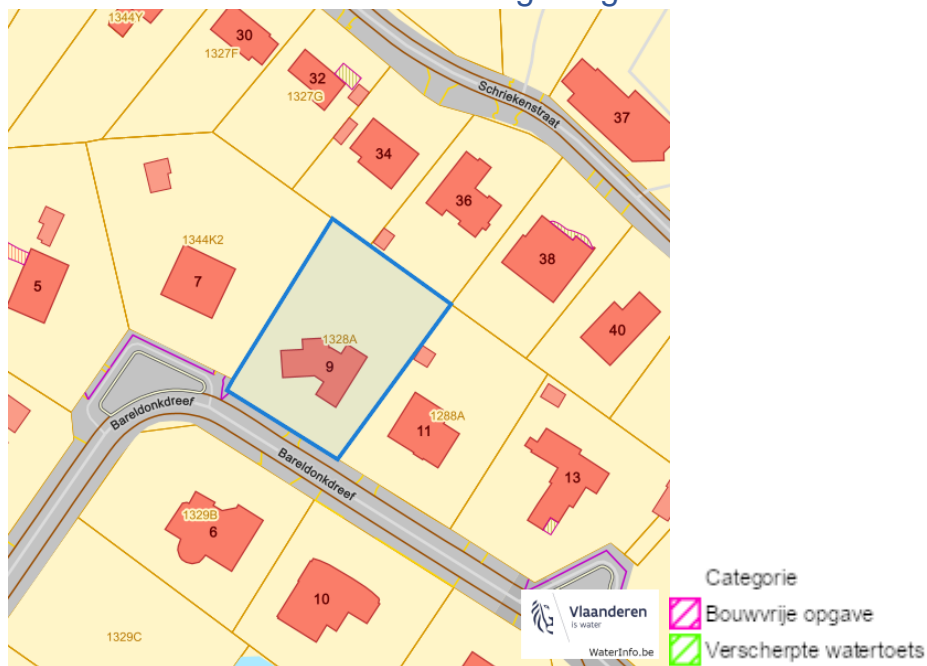 1344Y
30
1327F
32
1327G
Schriekenstraat
37
34
36
1344K2
38
7
5
40
1328A
9
1288A
Bareldonkdreef
11
Bareldonkdreef
13
1329B
6
10
Categorie
Vlaanderen
is water
Bouwvrije opgave
1329C
WaterInfo.be
Verscherpte watertoets